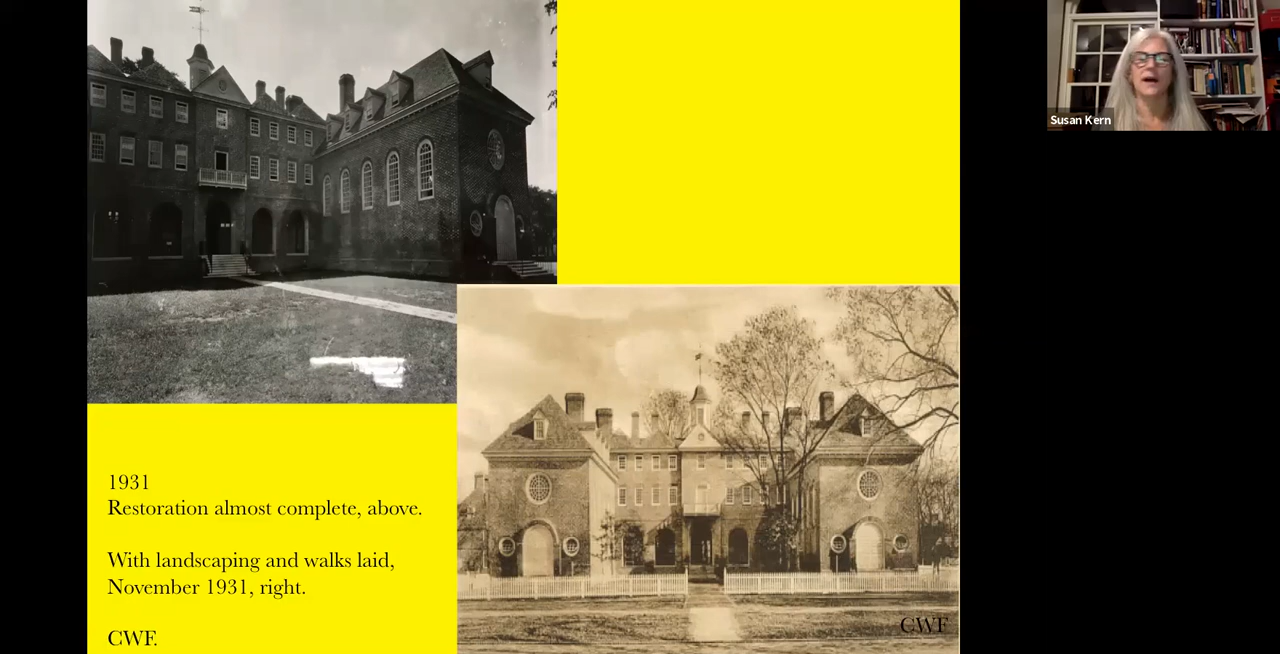 Susan Kern
1931
Restoration almost complete, above.
With landscaping and walks laid,
November 1931, right.
CWF.
CWF